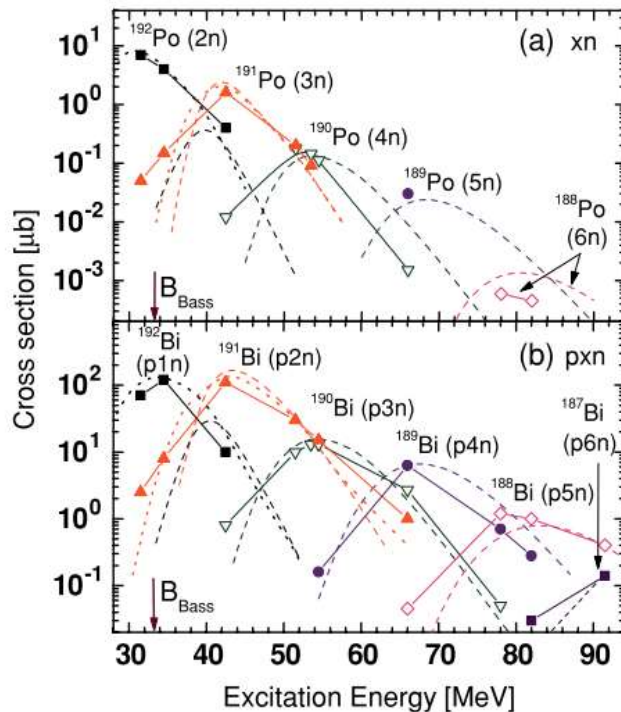 (a) xn
¹⁹²Po (2n)
¹⁹¹Po (3n)
¹⁹⁰Po (4n)
¹⁸⁹Po (5n)
¹⁸⁸Po
(6n)
B_Bass
10¹
10⁰
10⁻¹
10⁻²
10⁻³
Cross section [μb]
(b) pxn
¹⁹²Bi
(p1n)
¹⁹¹Bi (p2n)
¹⁹⁰Bi (p3n)
¹⁸⁹Bi (p4n)
¹⁸⁸Bi (p5n)
¹⁸⁷Bi
(p6n)
B_Bass
10²
10¹
10⁰
10⁻¹
30 40 50 60 70 80 90
Excitation Energy [MeV]